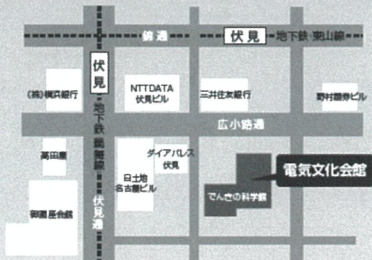 錦通
伏見
地下鉄・東山線
伏見
地下鉄・鶴舞線
伏見通
(株)横浜銀行
NTTDATA
伏見ビル
三井住友銀行
野村證券ビル
広小路通
高田屋
ダイアパレス
伏見
日土地
名古屋ビル
電気文化会館
でんきの科学館
御園座会館